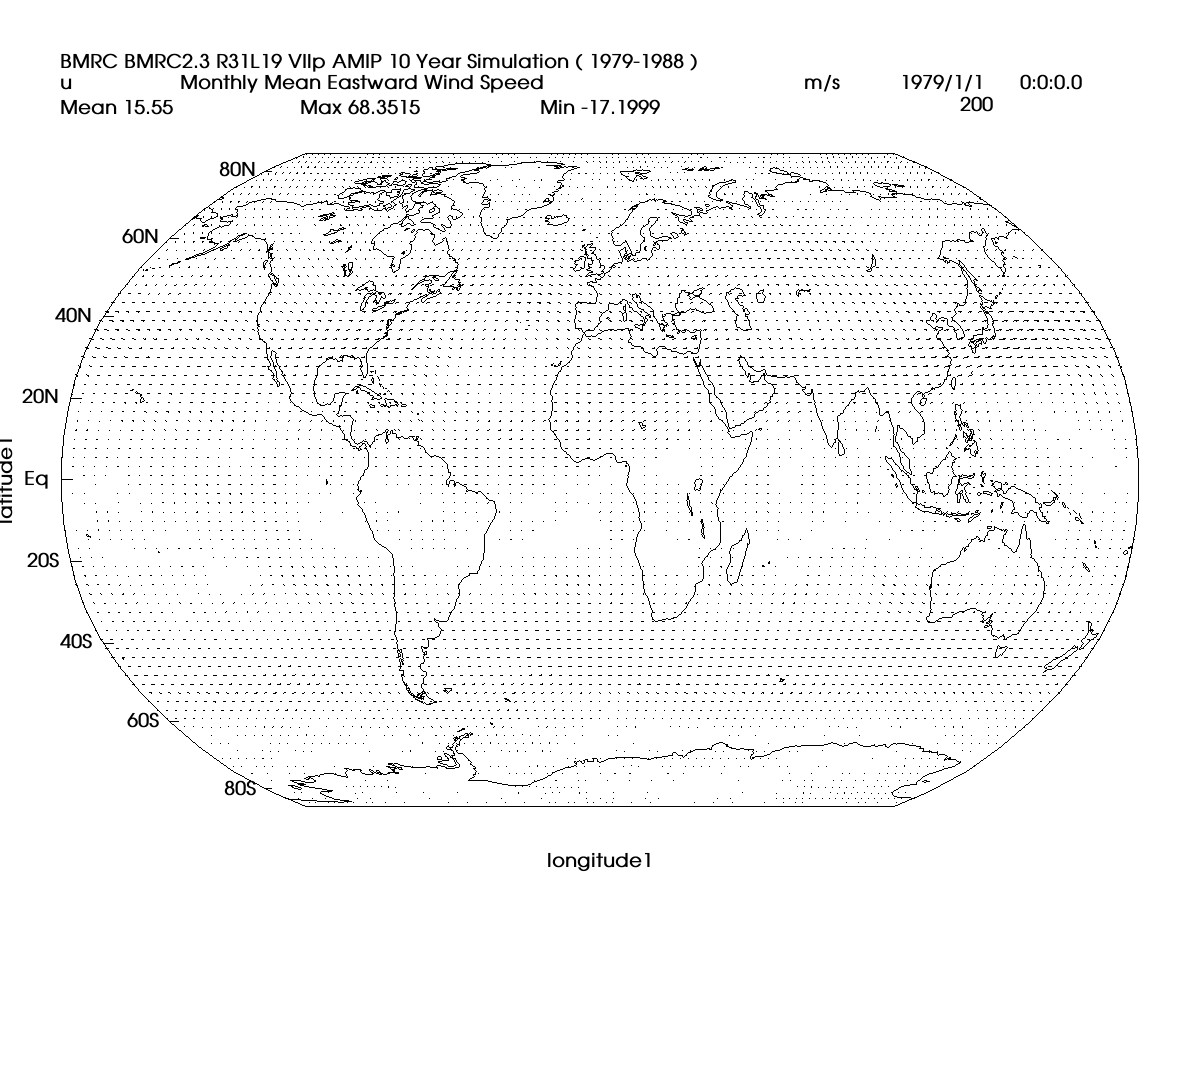 BMRC BMRC2.3 R31L19 VIIp AMIP 10 Year Simulation ( 1979-1988 )
u Monthly Mean Eastward Wind Speed m/s 1979/1/1 0:0:0.0
Mean 15.55 Max 68.3515 Min -17.1999 200
80N
60N
40N
20N
latitude1
Eq
20S
40S
60S
80S
longitude1